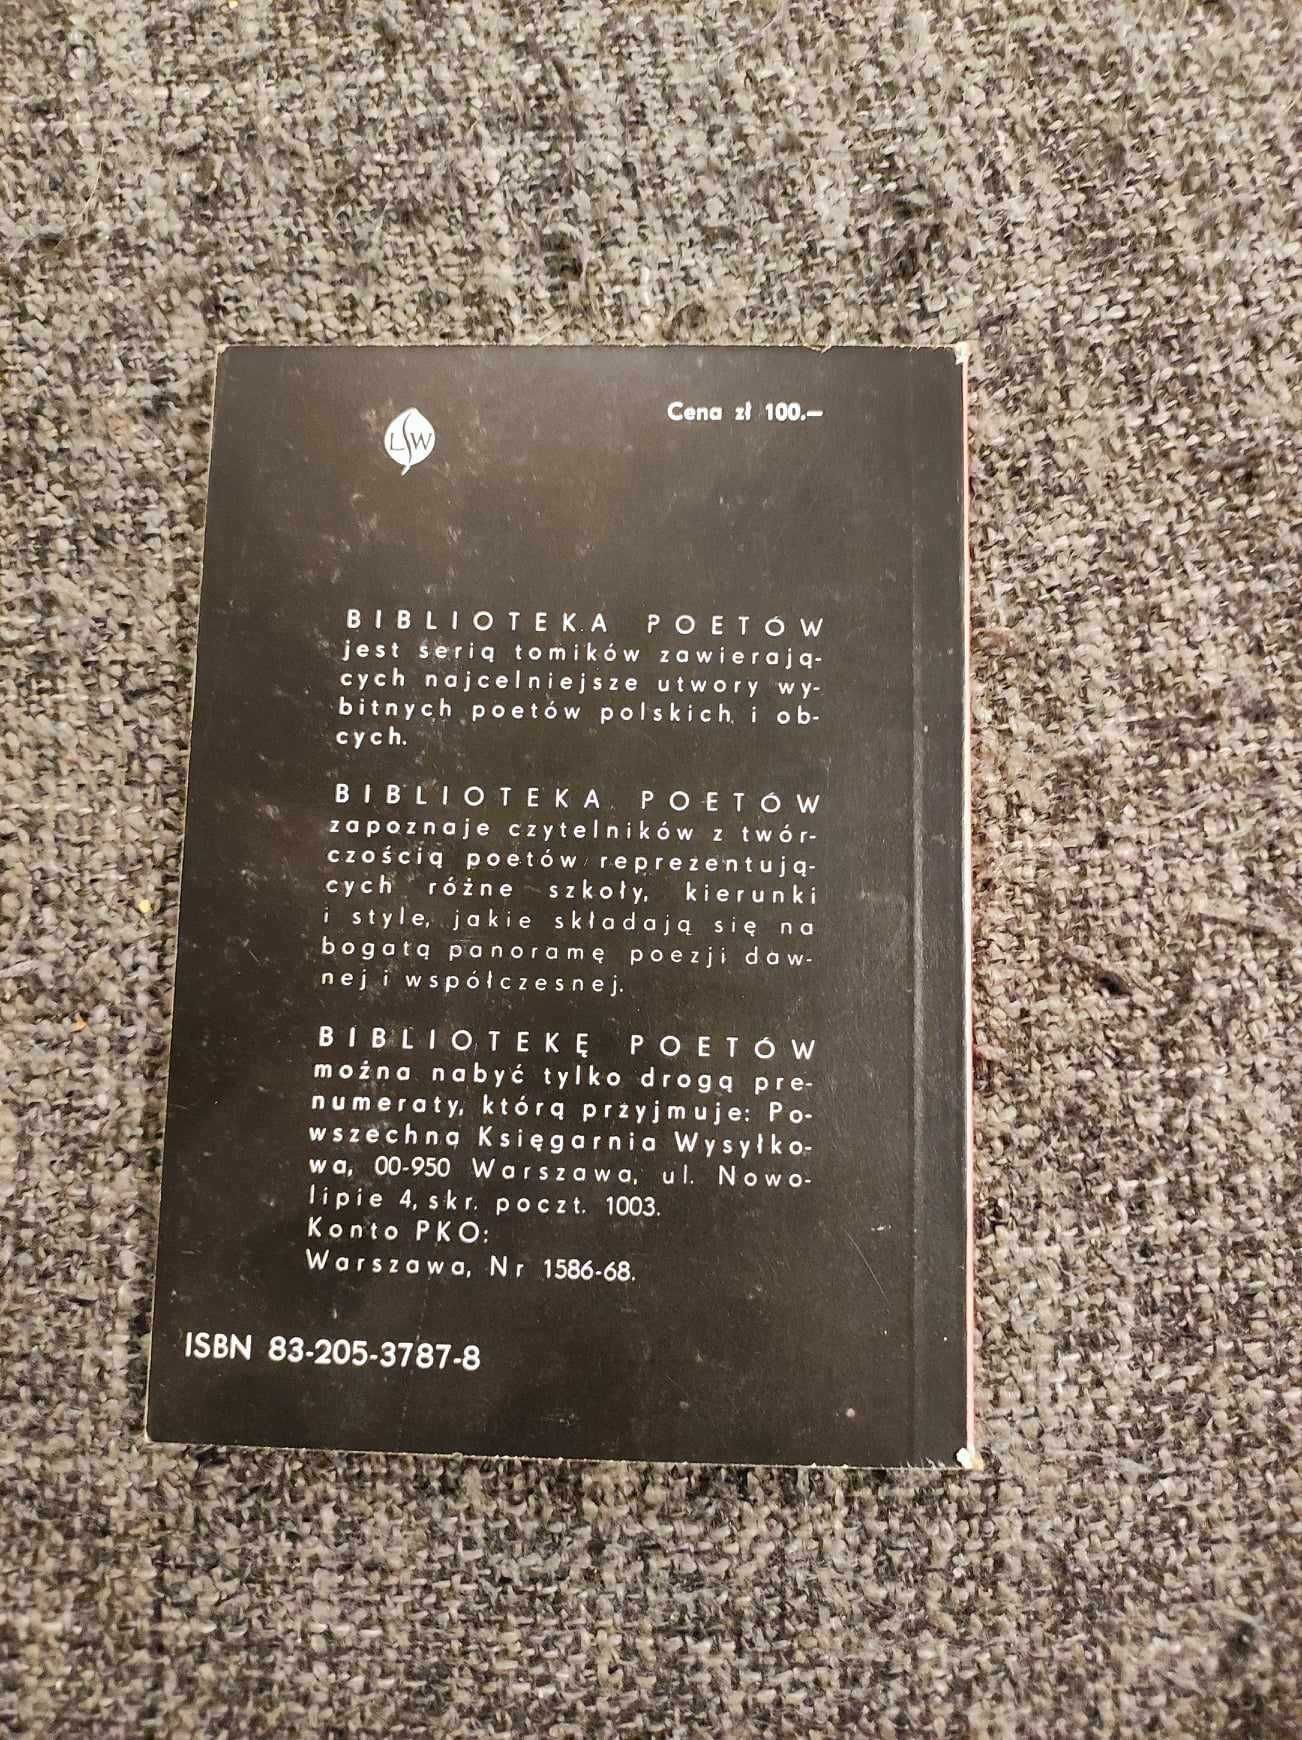 LSW
Cena zł 100.—
BIBLIOTEKA POETÓW
jest serią tomików zawierają-
cych najcelniejsze utwory wy-
bitnych poetów polskich i ob-
cych.
BIBLIOTEKA POETÓW
zapoznaje czytelników z twór-
czością poetów reprezentują-
cych różne szkoły, kierunki
i style, jakie składają się na
bogatą panoramę poezji daw-
nej i współczesnej.
BIBLIOTEKĘ POETÓW
można nabyć tylko drogą pre-
numeraty, którą przyjmuje: Po-
wszechna Księgarnia Wysyłko-
wa, 00-950 Warszawa, ul. Nowo-
lipie 4, skr. poczt. 1003.
Konto PKO:
Warszawa, Nr 1586-68.
ISBN 83-205-3787-8